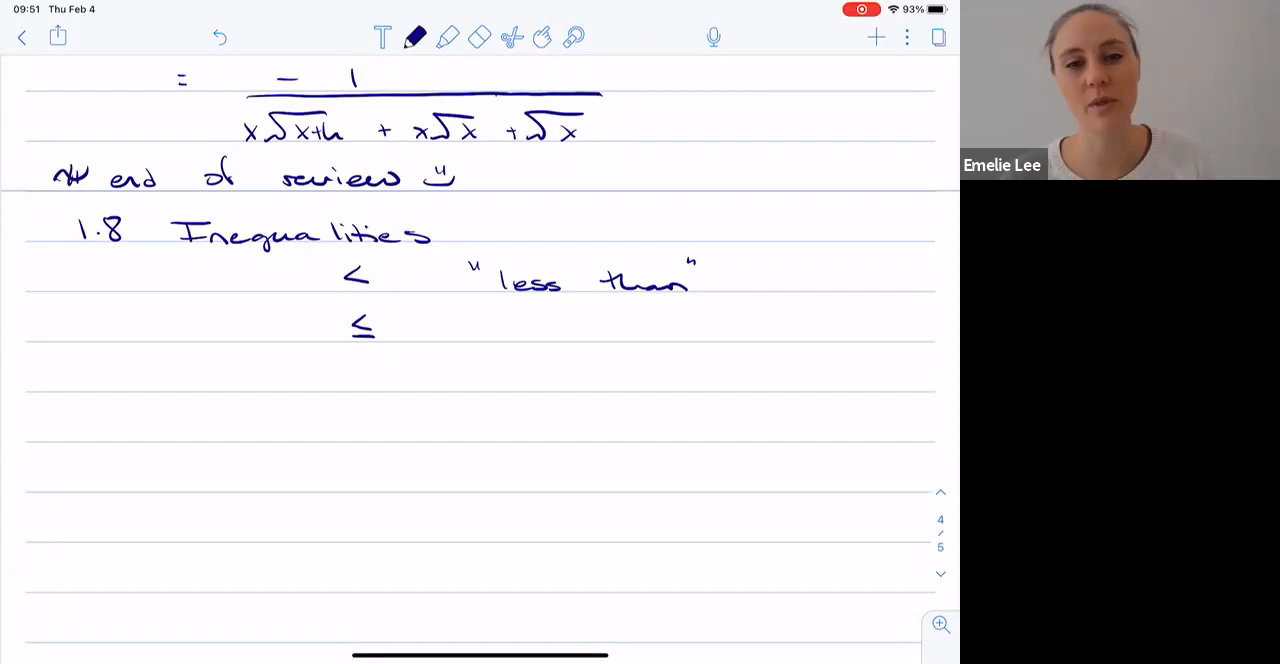 09:51 Thu Feb 4
93%
= - 1
x√x+h + x√x + √x
end of review
1.8 Inequalities
< "less than"
≤
4
/
5
Emelie Lee